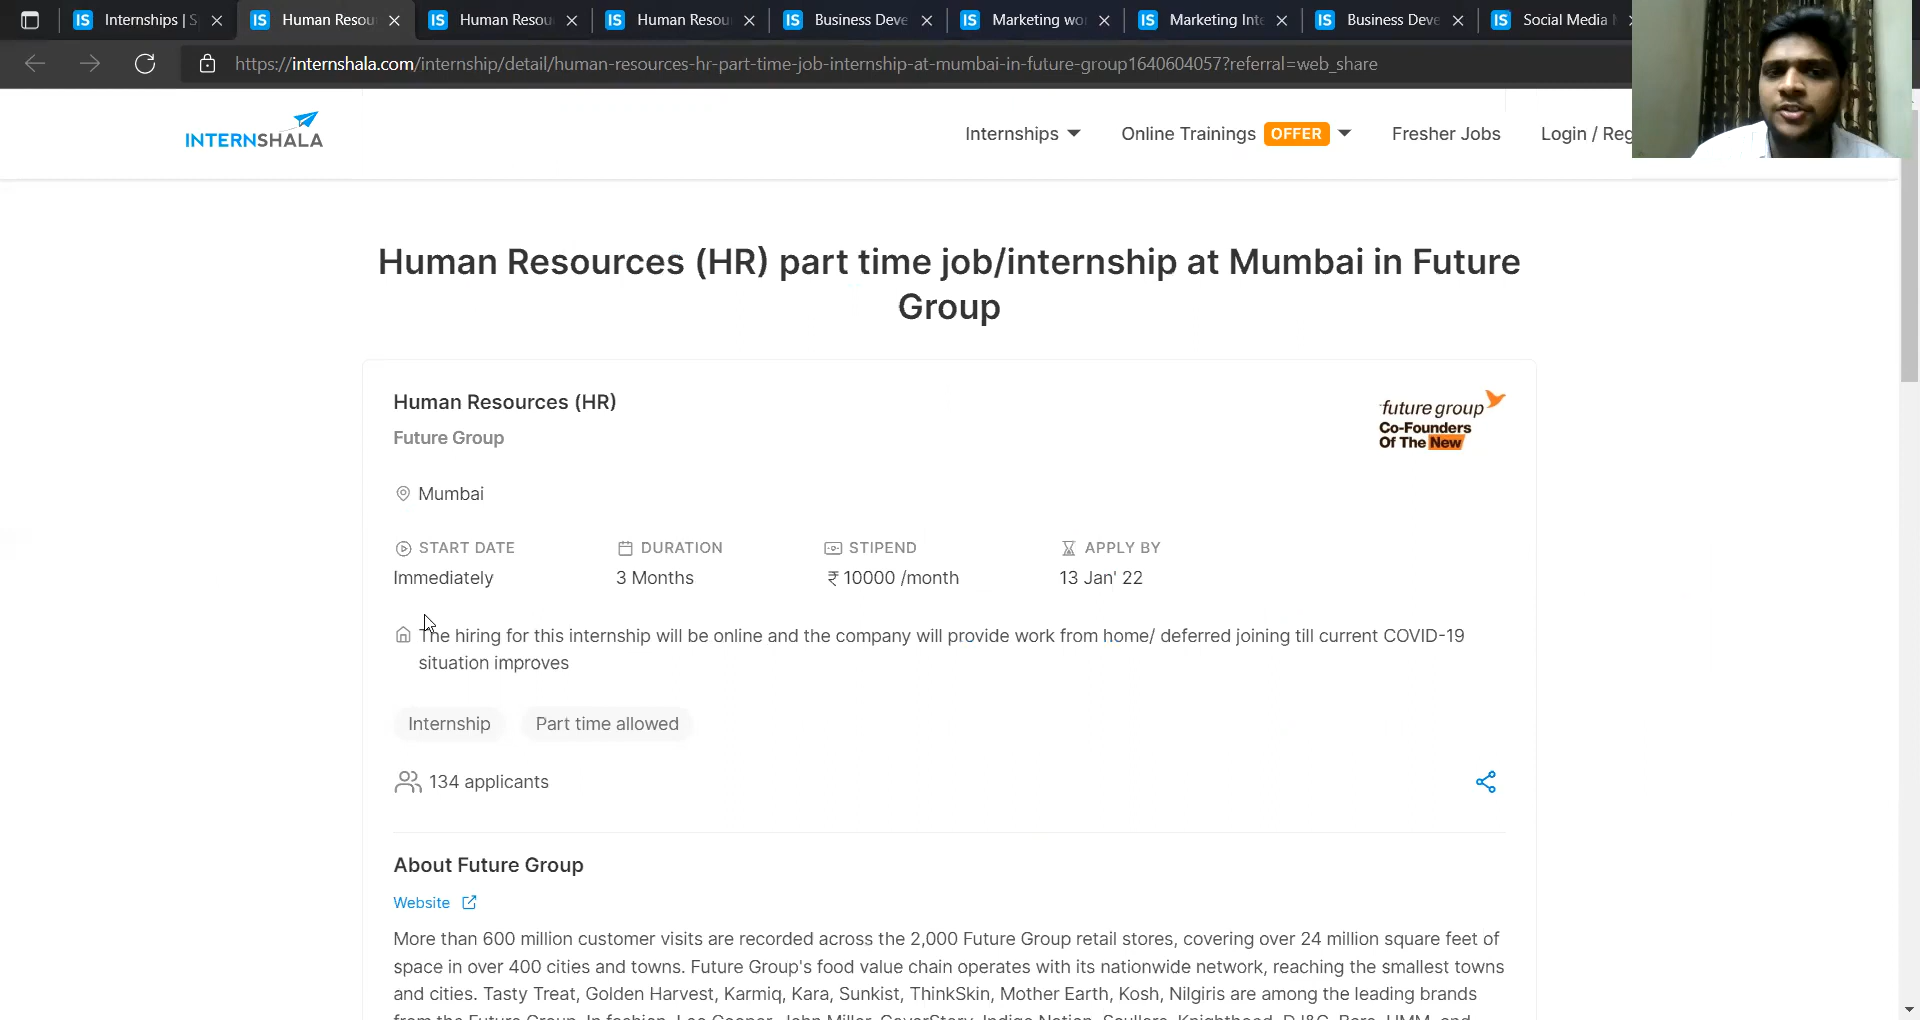 Internships | S
Human Resou
Human Resou
Human Resou
Business Deve
Marketing wo
Marketing Inte
Business Deve
Social Media
https://internshala.com/internship/detail/human-resources-hr-part-time-job-internship-at-mumbai-in-future-group1640604057?referral=web_share
INTERNSHALA
Internships
Online Trainings OFFER
Fresher Jobs
Login / Reg
Human Resources (HR) part time job/internship at Mumbai in Future
Group
Human Resources (HR)
Future Group
future group
Co-Founders
Of The New
Mumbai
START DATE
DURATION
STIPEND
APPLY BY
Immediately
3 Months
₹ 10000 /month
13 Jan' 22
The hiring for this internship will be online and the company will provide work from home/ deferred joining till current COVID-19
situation improves
Internship
Part time allowed
134 applicants
About Future Group
Website
More than 600 million customer visits are recorded across the 2,000 Future Group retail stores, covering over 24 million square feet of
space in over 400 cities and towns. Future Group's food value chain operates with its nationwide network, reaching the smallest towns
and cities. Tasty Treat, Golden Harvest, Karmiq, Kara, Sunkist, ThinkSkin, Mother Earth, Kosh, Nilgiris are among the leading brands